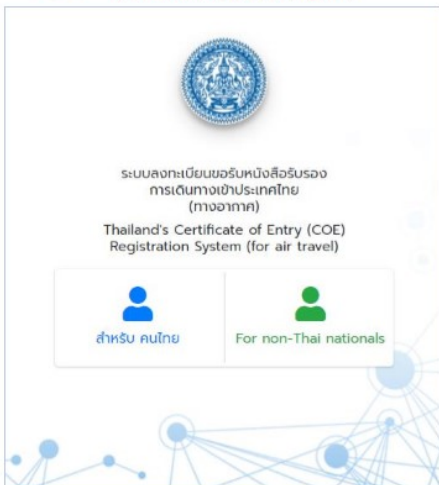 ระบบลงทะเบียนขอรับหนังสือรับรอง
การเดินทางเข้าประเทศไทย
(ทางอากาศ)
Thailand's Certificate of Entry (COE)
Registration System (for air travel)
สำหรับ คนไทย
For non-Thai nationals